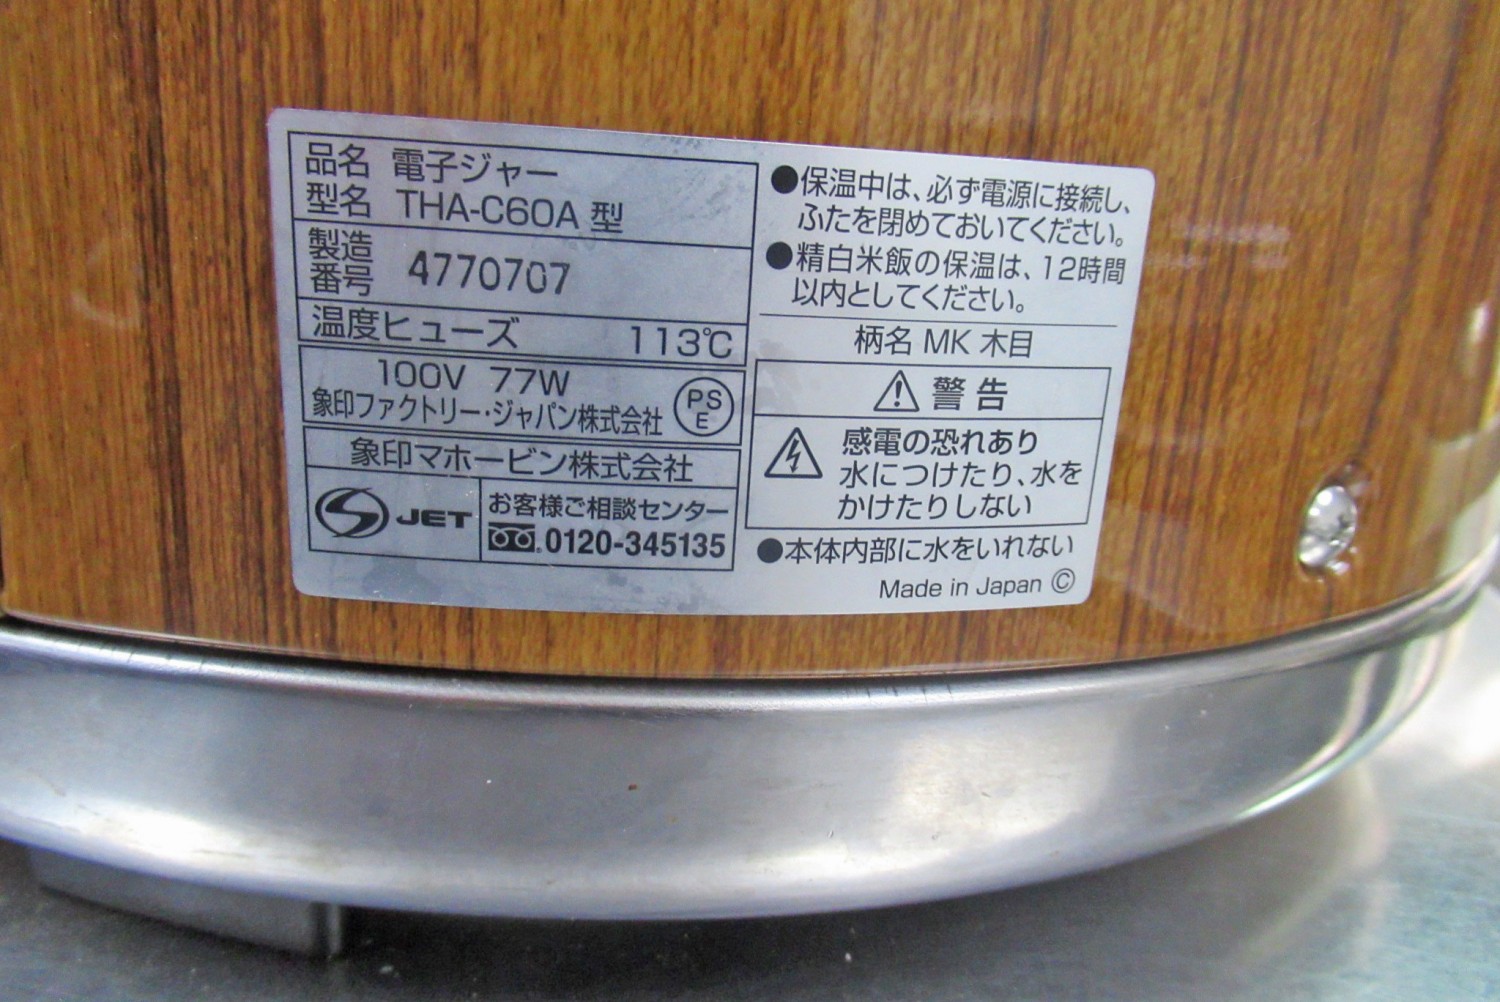 品名 電子ジャー
型名 THA-C60A 型
製造番号 4770707
温度ヒューズ 113℃
100V 77W
象印ファクトリー・ジャパン株式会社
PSE
象印マホービン株式会社
JET
お客様ご相談センター
0120-345135
●保温中は、必ず電源に接続し、
ふたを閉めておいてください。
●精白米飯の保温は、12時間
以内としてください。
柄名 MK 木目
警告
感電の恐れあり
水につけたり、水を
かけたりしない
●本体内部に水をいれない
Made in Japan Ⓒ